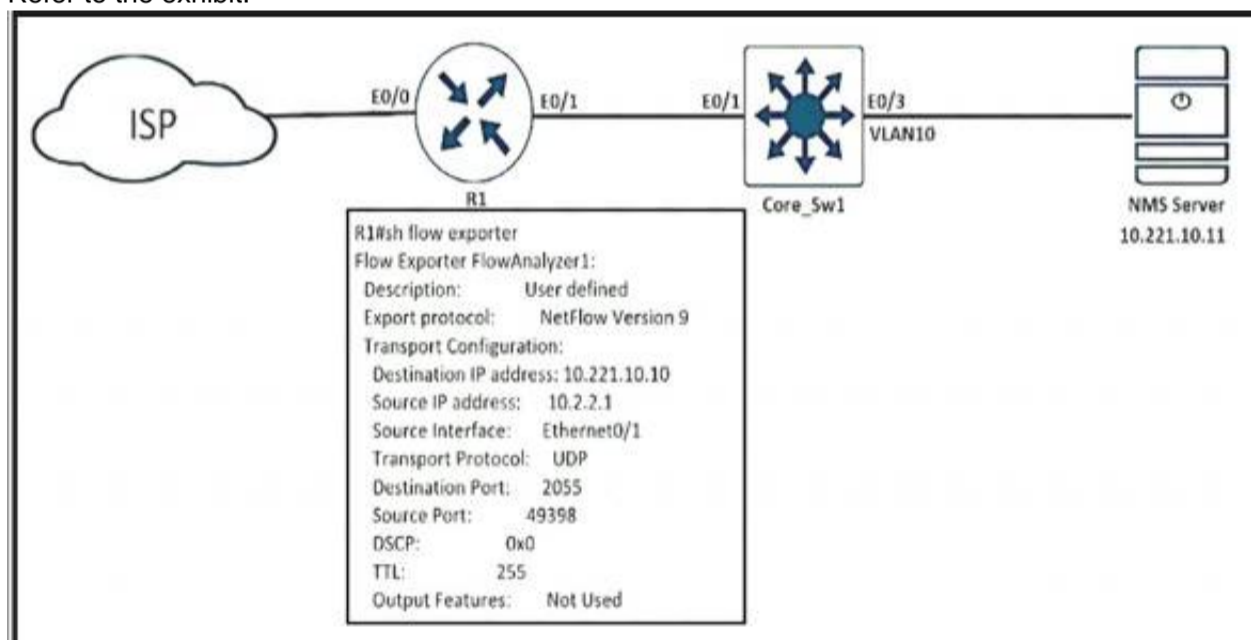 Refer to the exhibit.
ISP
E0/0
E0/1
R1
E0/1
E0/3
VLAN10
Core_Sw1
NMS Server
10.221.10.11
R1#sh flow exporter
Flow Exporter FlowAnalyzer1:
Description: User defined
Export protocol: NetFlow Version 9
Transport Configuration:
Destination IP address: 10.221.10.10
Source IP address: 10.2.2.1
Source Interface: Ethernet0/1
Transport Protocol: UDP
Destination Port: 2055
Source Port: 49398
DSCP: 0x0
TTL: 255
Output Features: Not Used